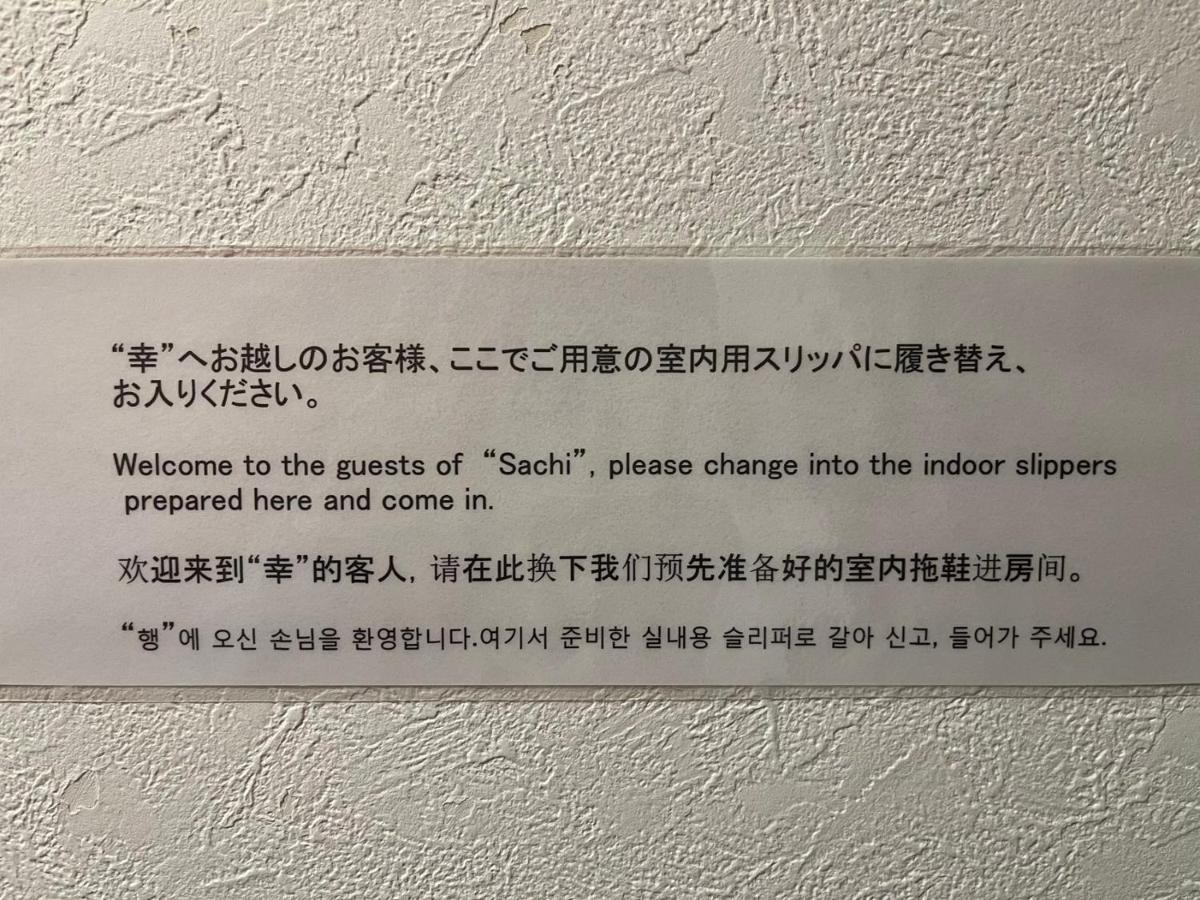 “幸”へお越しのお客様、ここでご用意の室内用スリッパに履き替え、
お入りください。
Welcome to the guests of “Sachi”, please change into the indoor slippers
prepared here and come in.
欢迎来到“幸”的客人, 请在此换下我们预先准备好的室内拖鞋进房间。
“행”에 오신 손님을 환영합니다.여기서 준비한 실내용 슬리퍼로 갈아 신고, 들어가 주세요.